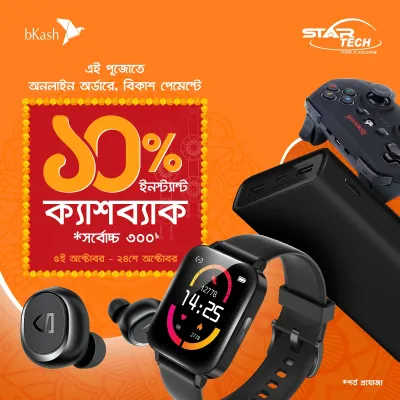 bKash
STAR
TECH
এই পুজোতে
অনলাইন অর্ডারে, বিকাশ পেমেন্টে
১০%
ইনস্ট্যান্ট
ক্যাশব্যাক
*সর্বোচ্চ ৩০০৳
৫ই অক্টোবর - ২৪শে অক্টোবর
12778
14:25
*শর্ত প্রযোজ্য